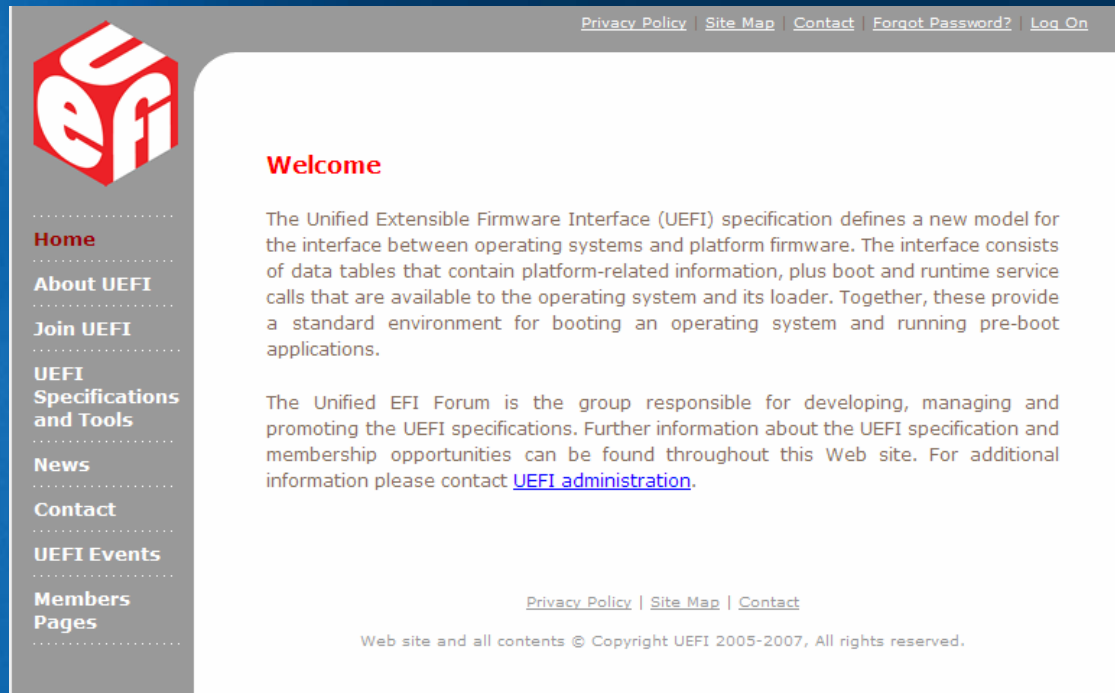 Privacy Policy | Site Map | Contact | Forgot Password? | Log On
uefi
Home
About UEFI
Join UEFI
UEFI
Specifications
and Tools
News
Contact
UEFI Events
Members
Pages
Welcome
The Unified Extensible Firmware Interface (UEFI) specification defines a new model for
the interface between operating systems and platform firmware. The interface consists
of data tables that contain platform-related information, plus boot and runtime service
calls that are available to the operating system and its loader. Together, these provide
a standard environment for booting an operating system and running pre-boot
applications.
The Unified EFI Forum is the group responsible for developing, managing and
promoting the UEFI specifications. Further information about the UEFI specification and
membership opportunities can be found throughout this Web site. For additional
information please contact UEFI administration.
Privacy Policy | Site Map | Contact
Web site and all contents © Copyright UEFI 2005-2007, All rights reserved.